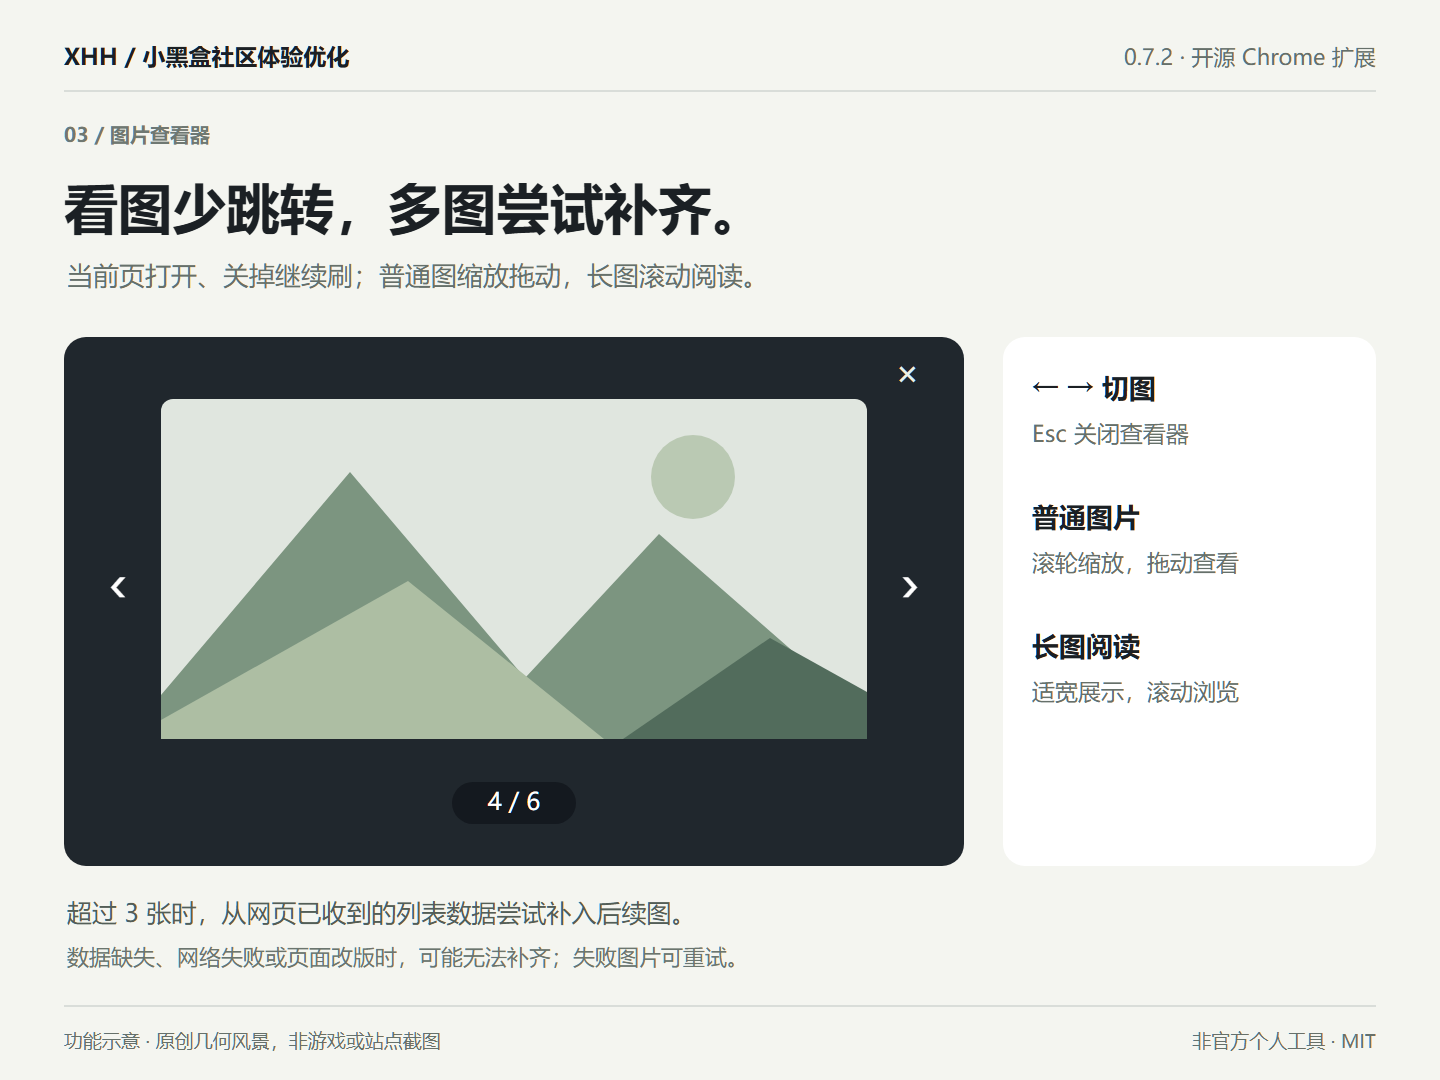 XHH / 小黑盒社区体验优化
0.7.2 · 开源 Chrome 扩展
03 / 图片查看器
看图少跳转，多图尝试补齐。
当前页打开、关掉继续刷；普通图缩放拖动，长图滚动阅读。
✕
‹
›
4 / 6
← → 切图
Esc 关闭查看器
普通图片
滚轮缩放，拖动查看
长图阅读
适宽展示，滚动浏览
超过 3 张时，从网页已收到的列表数据尝试补入后续图。
数据缺失、网络失败或页面改版时，可能无法补齐；失败图片可重试。
功能示意 · 原创几何风景，非游戏或站点截图
非官方个人工具 · MIT